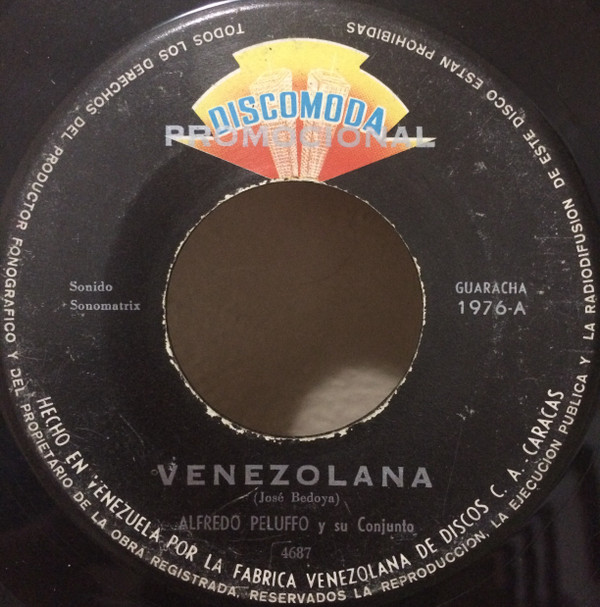 DISCOMODA
PROMOCIONAL
Sonido
Sonomatrix
GUARACHA
1976-A
VENEZOLANA
(José Bedoya)
ALFREDO PELUFFO y su Conjunto
4687
HECHO EN VENEZUELA POR LA FABRICA VENEZOLANA DE DISCOS C. A. CARACAS
TODOS LOS DERECHOS DEL PRODUCTOR FONOGRAFICO Y DEL PROPIETARIO DE LA OBRA REGISTRADA, RESERVADOS LA REPRODUCCION, LA EJECUCION PUBLICA Y LA RADIODIFUSION DE ESTE DISCO ESTAN PROHIBIDAS